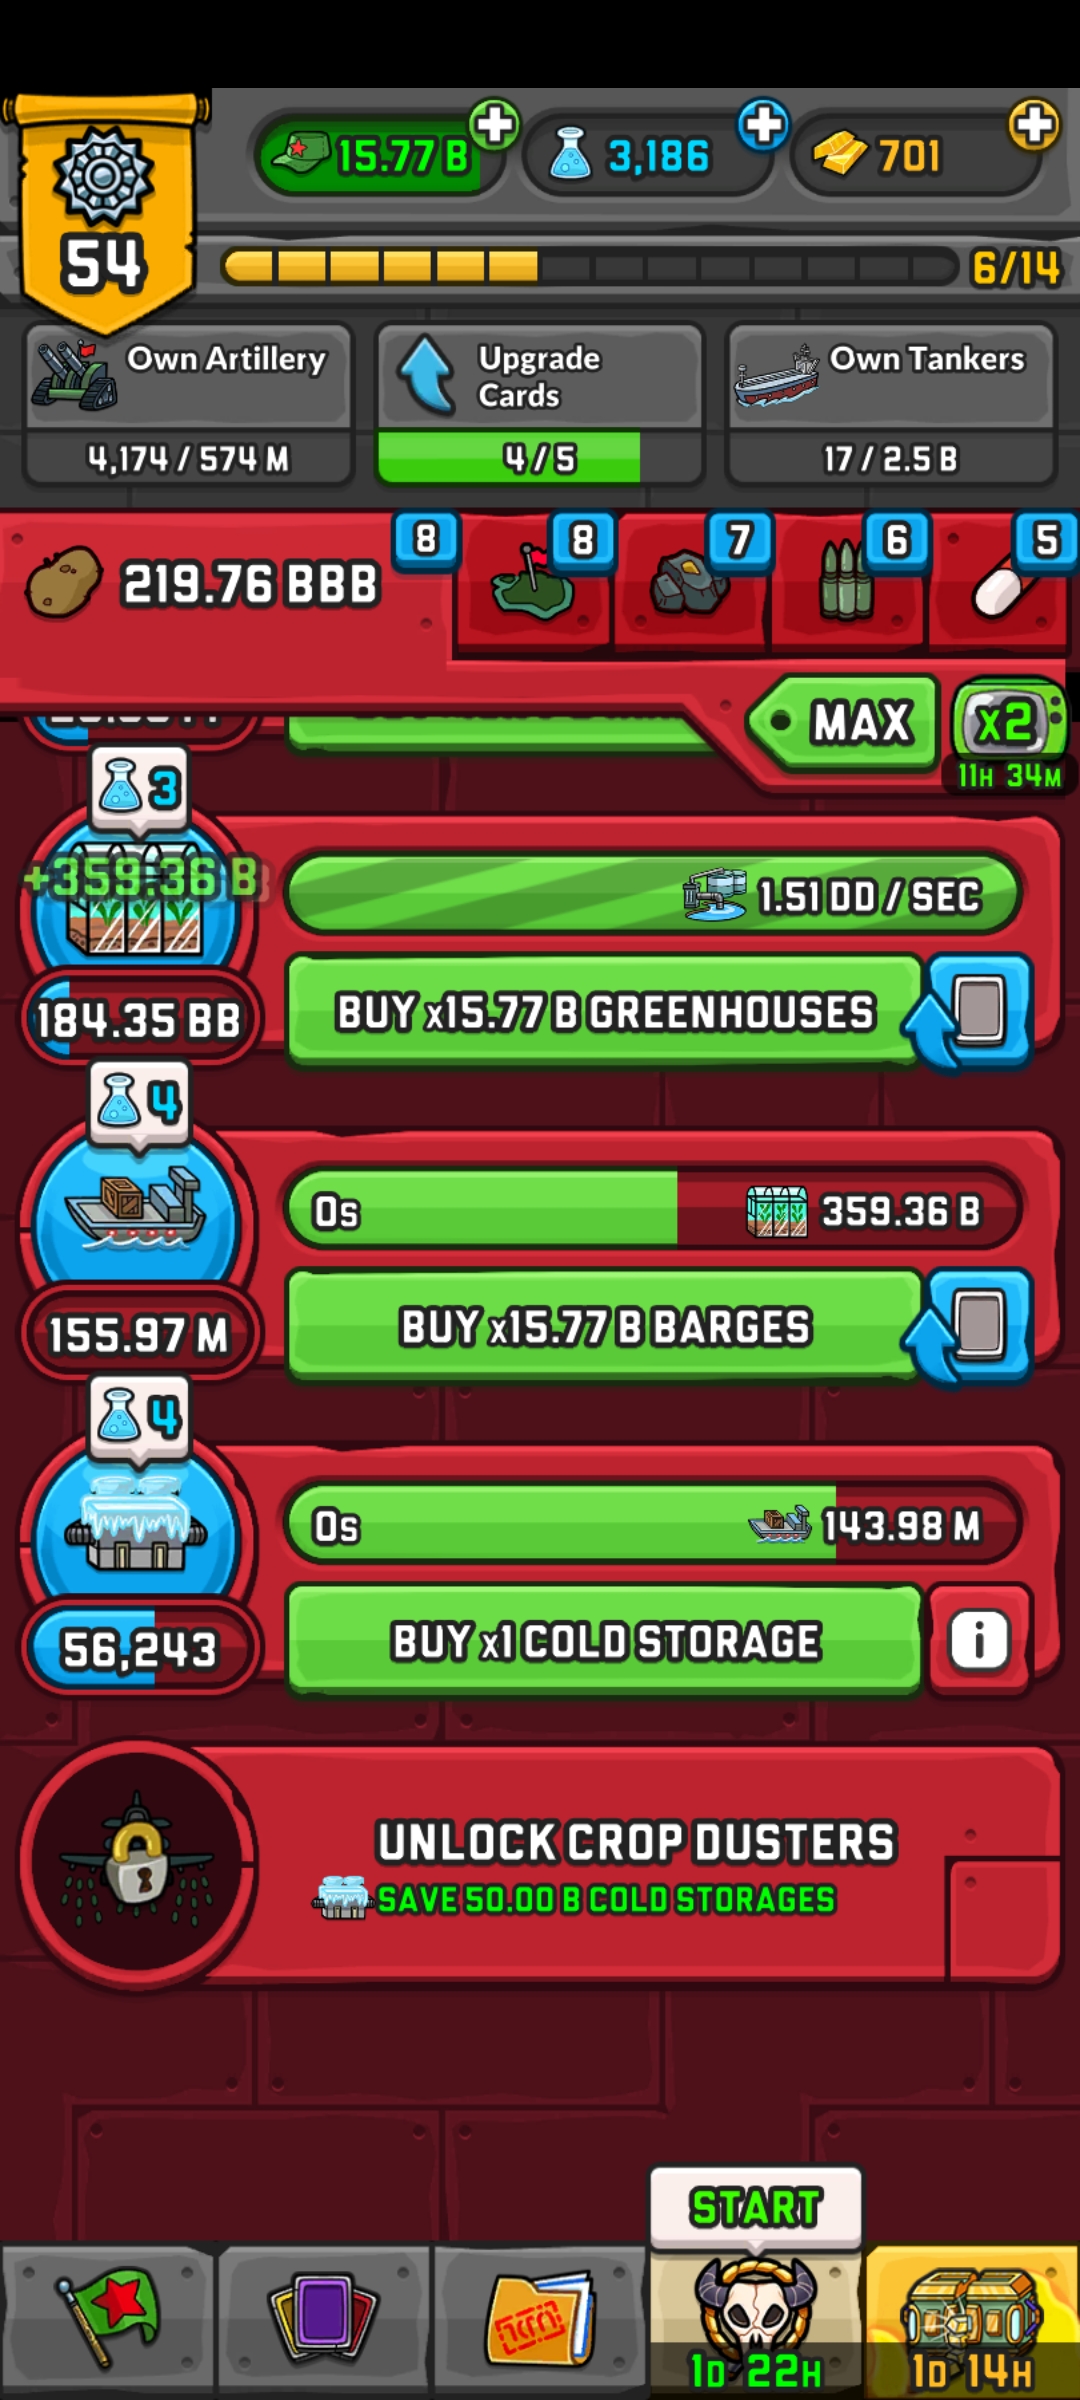 54
15.77 B
3,186
701
6/14
Own Artillery
4,174 / 574 M
Upgrade
Cards
4 / 5
Own Tankers
17 / 2.5 B
219.76 BBB
8
8
7
6
5
MAX
x2
11H 34M
3
+359.36 B
1.51 DD / SEC
184.35 BB
BUY x15.77 B GREENHOUSES
4
0s
359.36 B
155.97 M
BUY x15.77 B BARGES
4
0s
143.98 M
56,243
BUY x1 COLD STORAGE
i
UNLOCK CROP DUSTERS
SAVE 50.00 B COLD STORAGES
START
1D 22H
1D 14H